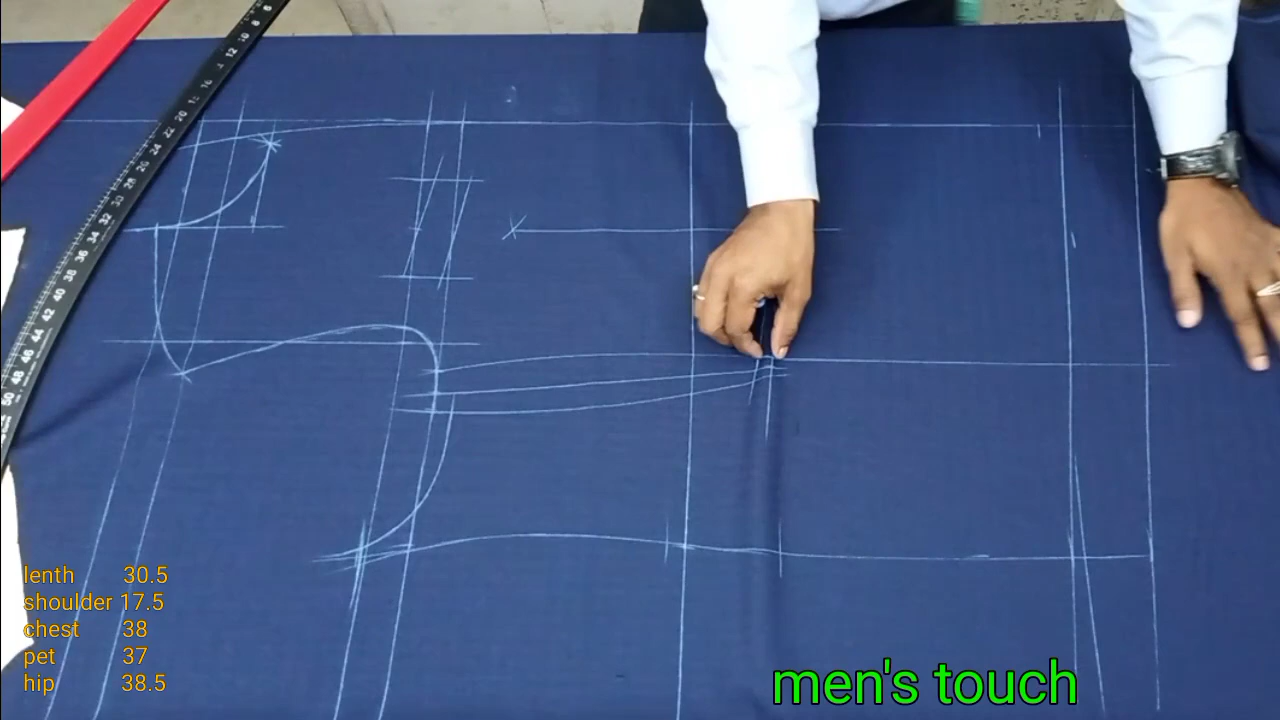 lenth 30.5
shoulder 17.5
chest 38
pet 37
hip 38.5
men's touch